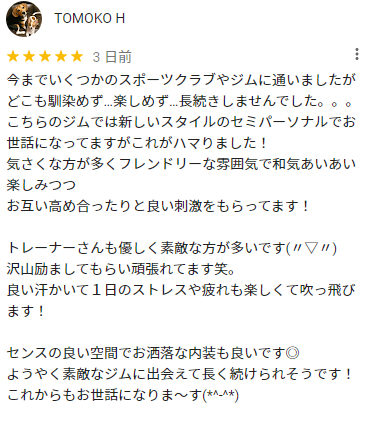 TOMOKO H
★★★★★ 3 日前
今までいくつかのスポーツクラブやジムに通いましたが
どこも馴染めず...楽しめず...長続きしませんでした。。。
こちらのジムでは新しいスタイルのセミパーソナルでお
世話になってますがこれがハマりました！
気さくな方が多くフレンドリーな雰囲気で和気あいあい
楽しみつつ
お互い高め合ったりと良い刺激をもらってます！
トレーナーさんも優しく素敵な方が多いです(〃▽〃)
沢山励ましてもらい頑張れてます笑。
良い汗かいて１日のストレスや疲れも楽しくて吹っ飛び
ます！
センスの良い空間でお洒落な内装も良いです◎
ようやく素敵なジムに出会えて長く続けられそうです！
これからもお世話になりま〜す(*^-^*)